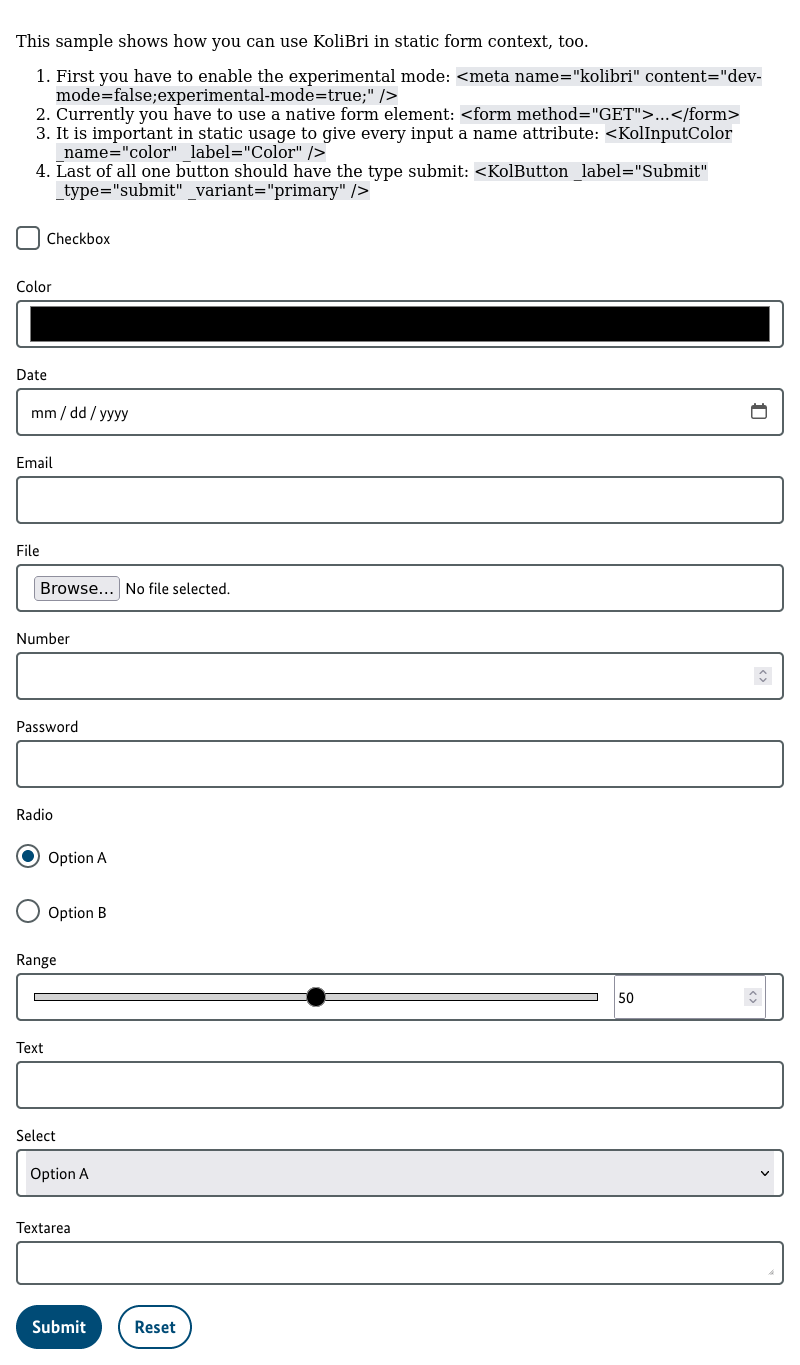 This sample shows how you can use KoliBri in static form context, too.
1. First you have to enable the experimental mode: <meta name="kolibri" content="dev-
mode=false;experimental-mode=true;" />
2. Currently you have to use a native form element: <form method="GET">...</form>
3. It is important in static usage to give every input a name attribute: <KolInputColor
_name="color" _label="Color" />
4. Last of all one button should have the type submit: <KolButton _label="Submit"
_type="submit" _variant="primary" />
Checkbox
Color
Date
mm / dd / yyyy
Email
File
Browse... No file selected.
Number
Password
Radio
Option A
Option B
Range
50
Text
Select
Option A
Textarea
Submit Reset